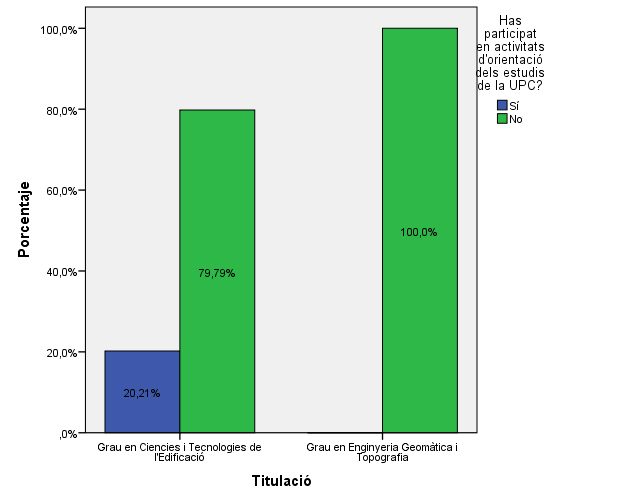 Has
participat
en activitats
d'orientació
dels estudis
de la UPC?
Sí
No
100,0%
80,0%
60,0%
40,0%
20,0%
,0%
Porcentaje
20,21%
79,79%
100,0%
Grau en Ciencies i Tecnologies de
l'Edificació
Grau en Enginyeria Geomàtica i
Topografia
Titulació